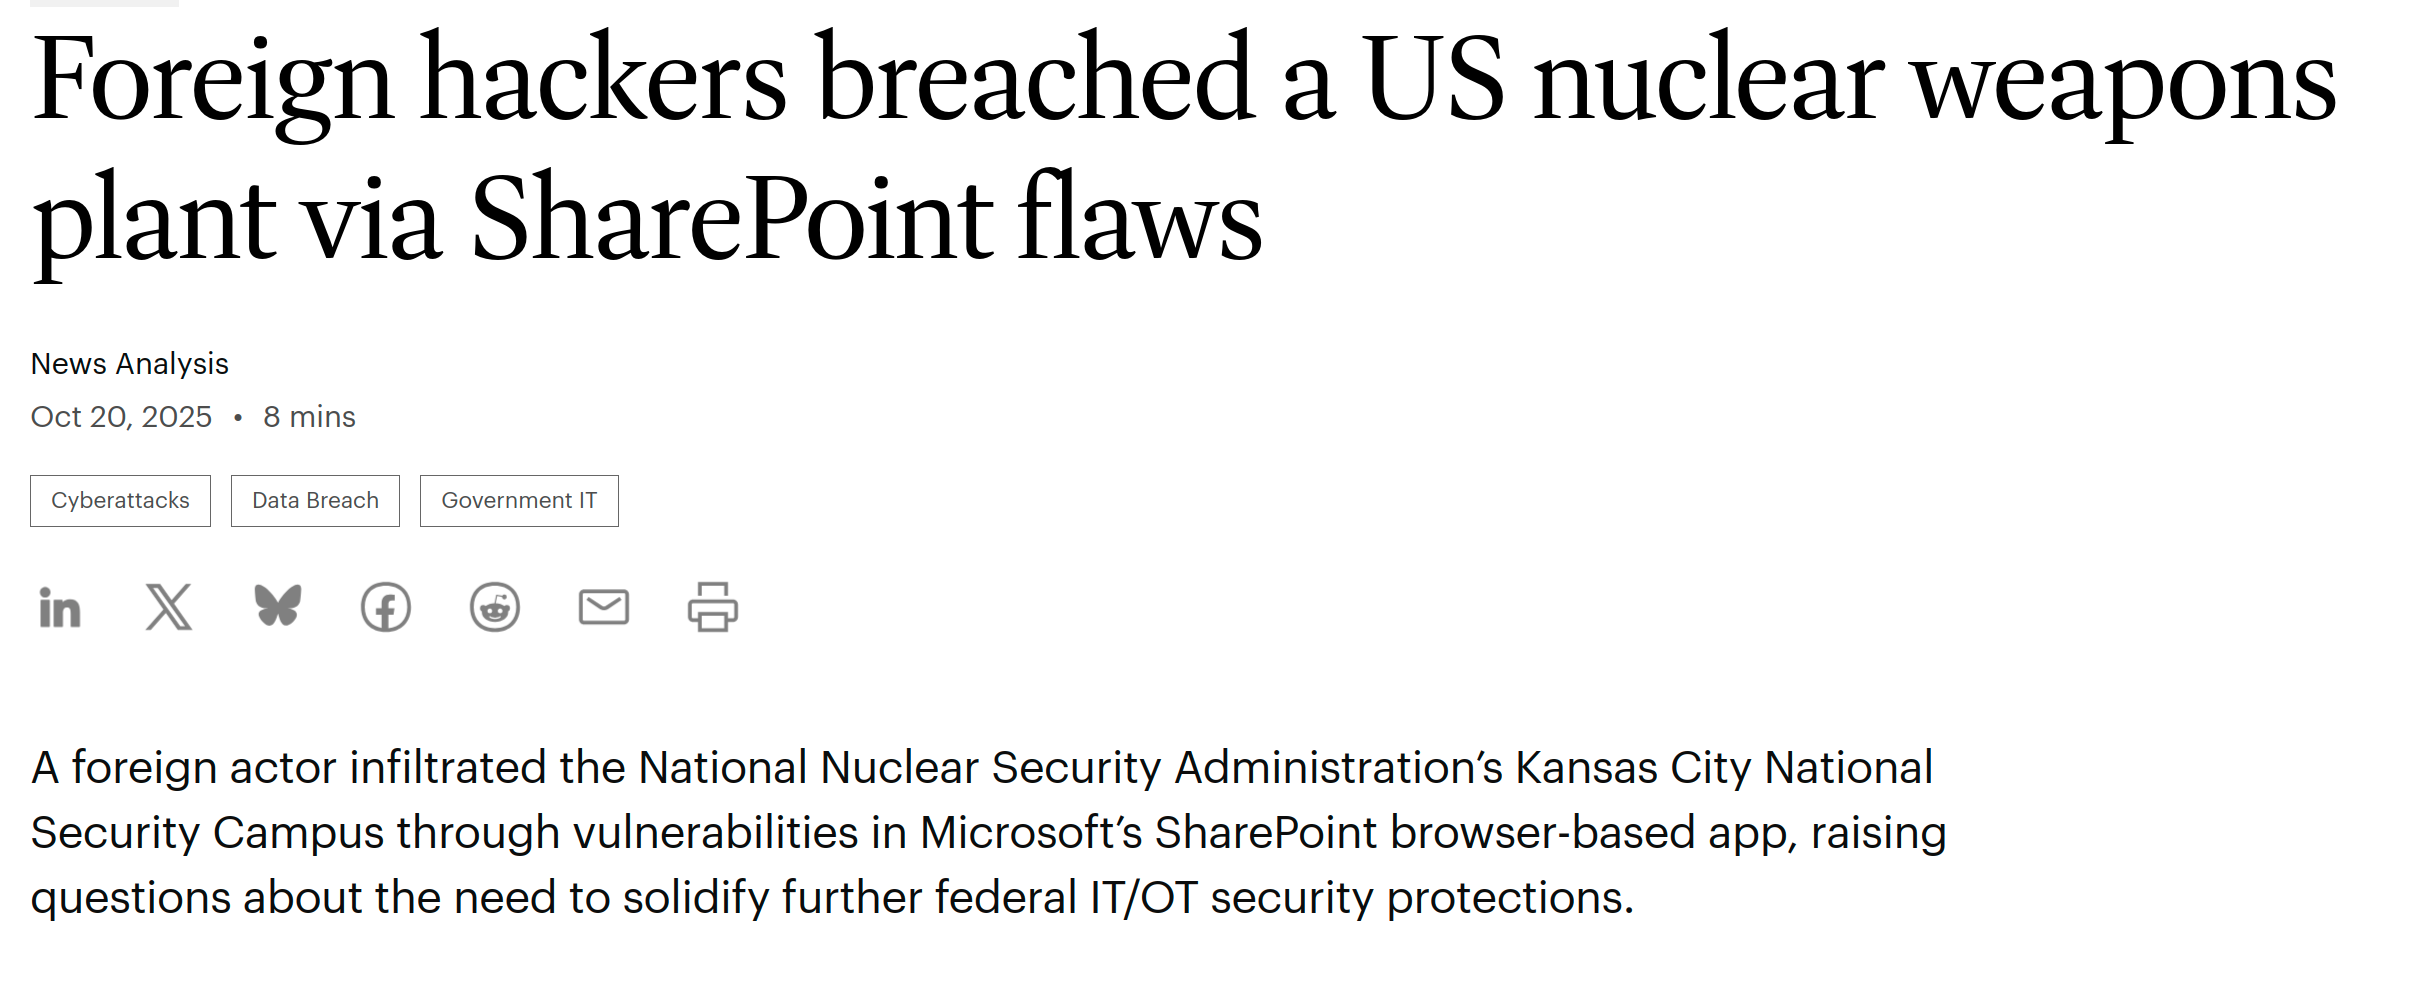 Foreign hackers breached a US nuclear weapons
plant via SharePoint flaws
News Analysis
Oct 20, 2025 • 8 mins
Cyberattacks Data Breach Government IT
A foreign actor infiltrated the National Nuclear Security Administration’s Kansas City National
Security Campus through vulnerabilities in Microsoft’s SharePoint browser-based app, raising
questions about the need to solidify further federal IT/OT security protections.